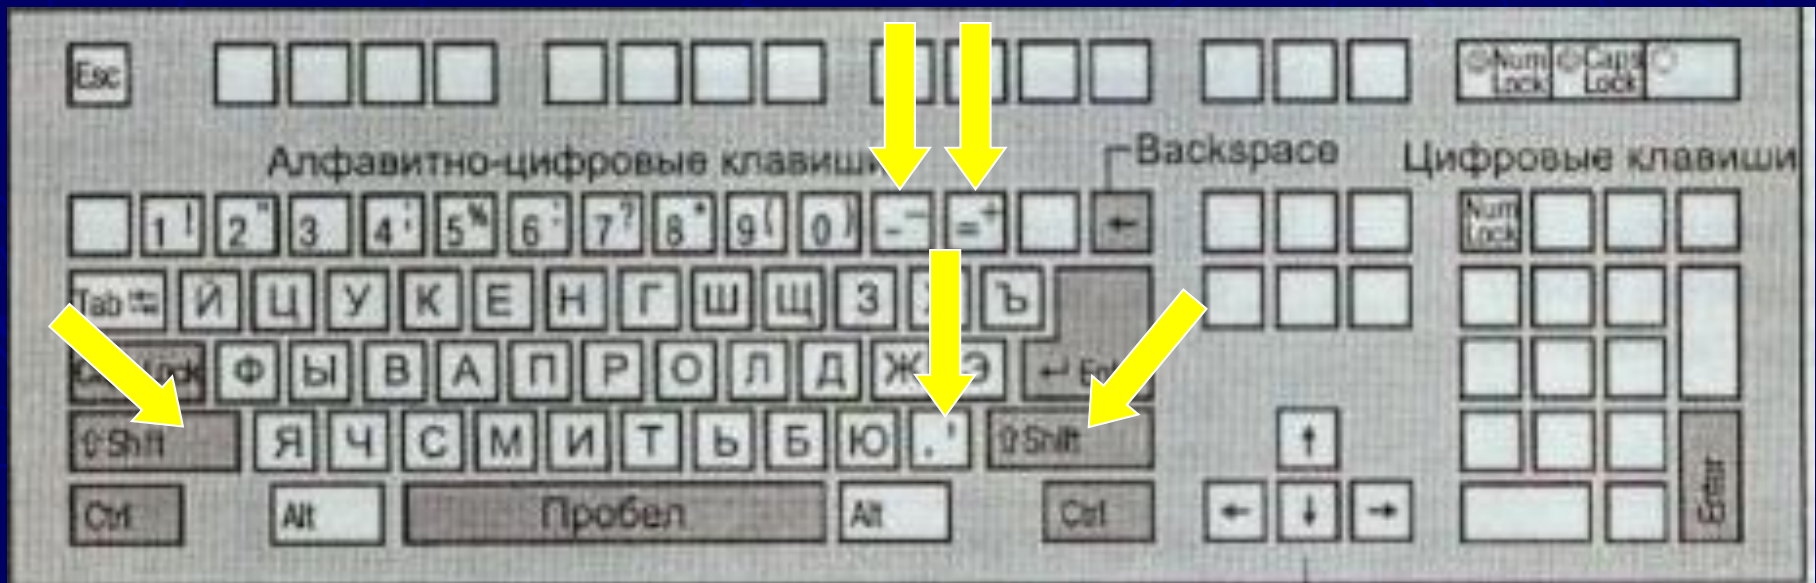 Esc Num Lock Caps Lock
Алфавитно-цифровые клавиши Backspace Цифровые клавиши
1 ! 2 " 3 4 ; 5 % 6 : 7 ? 8 * 9 ( 0 ) - _ = + ← Num Lock
Tab Й Ц У К Е Н Г Ш Щ З Ъ
Ф Ы В А П Р О Л Д Ж Э ↵
⇧ Shift Я Ч С М И Т Ь Б Ю . ' ⇧ Shift ↑
Ctrl Alt Пробел Alt Ctrl ← ↓ → Enter